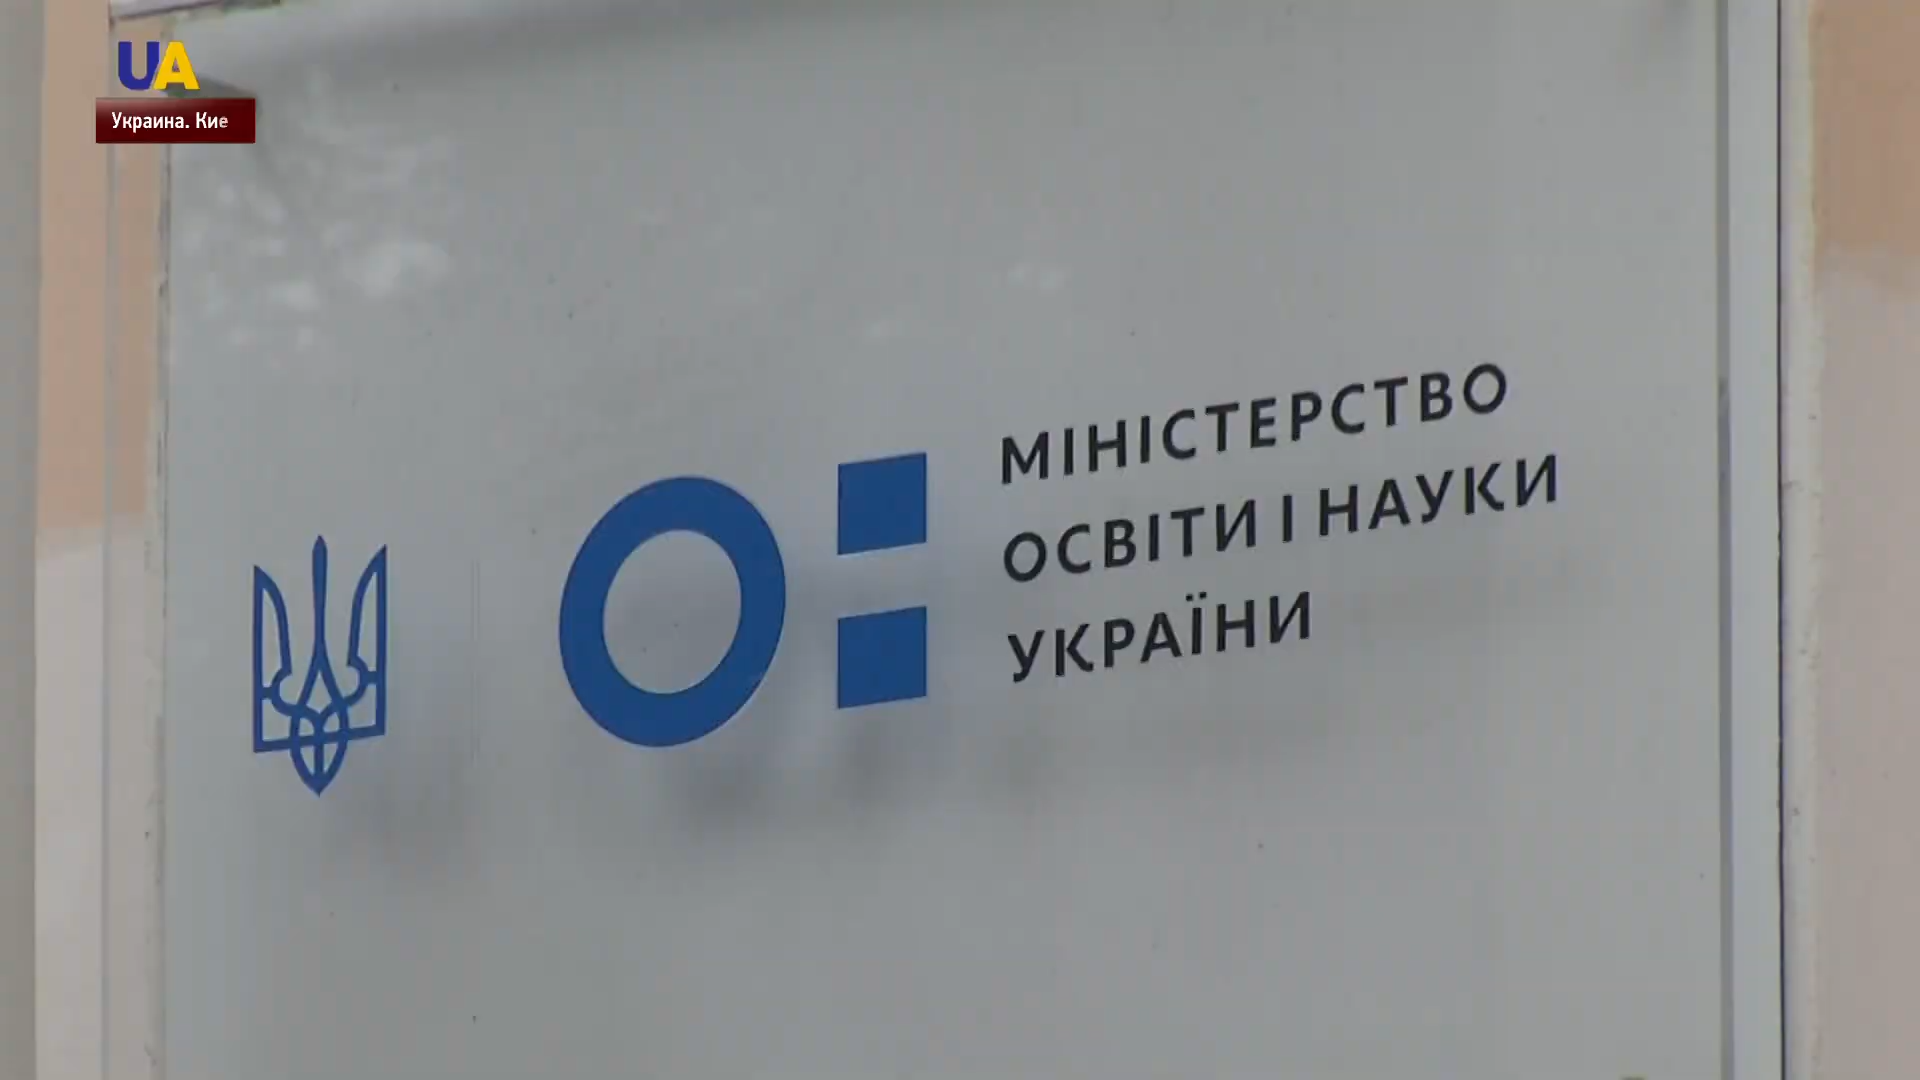 UA
Украина. Кие
МІНІСТЕРСТВО
ОСВІТИ І НАУКИ
УКРАЇНИ